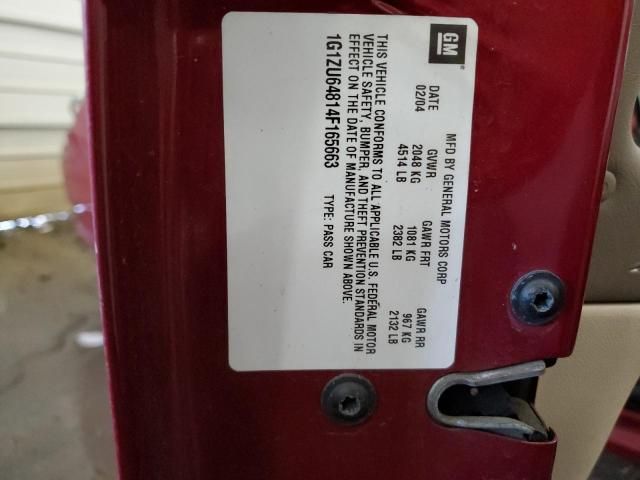 GM
MFD BY GENERAL MOTORS CORP
DATE GVWR GAWR FRT GAWR RR
02/04 2048 KG 1081 KG 967 KG
4514 LB 2382 LB 2132 LB
THIS VEHICLE CONFORMS TO ALL APPLICABLE U.S. FEDERAL MOTOR
VEHICLE SAFETY, BUMPER, AND THEFT PREVENTION STANDARDS IN
EFFECT ON THE DATE OF MANUFACTURE SHOWN ABOVE.
1G1ZU64814F165663 TYPE: PASS CAR